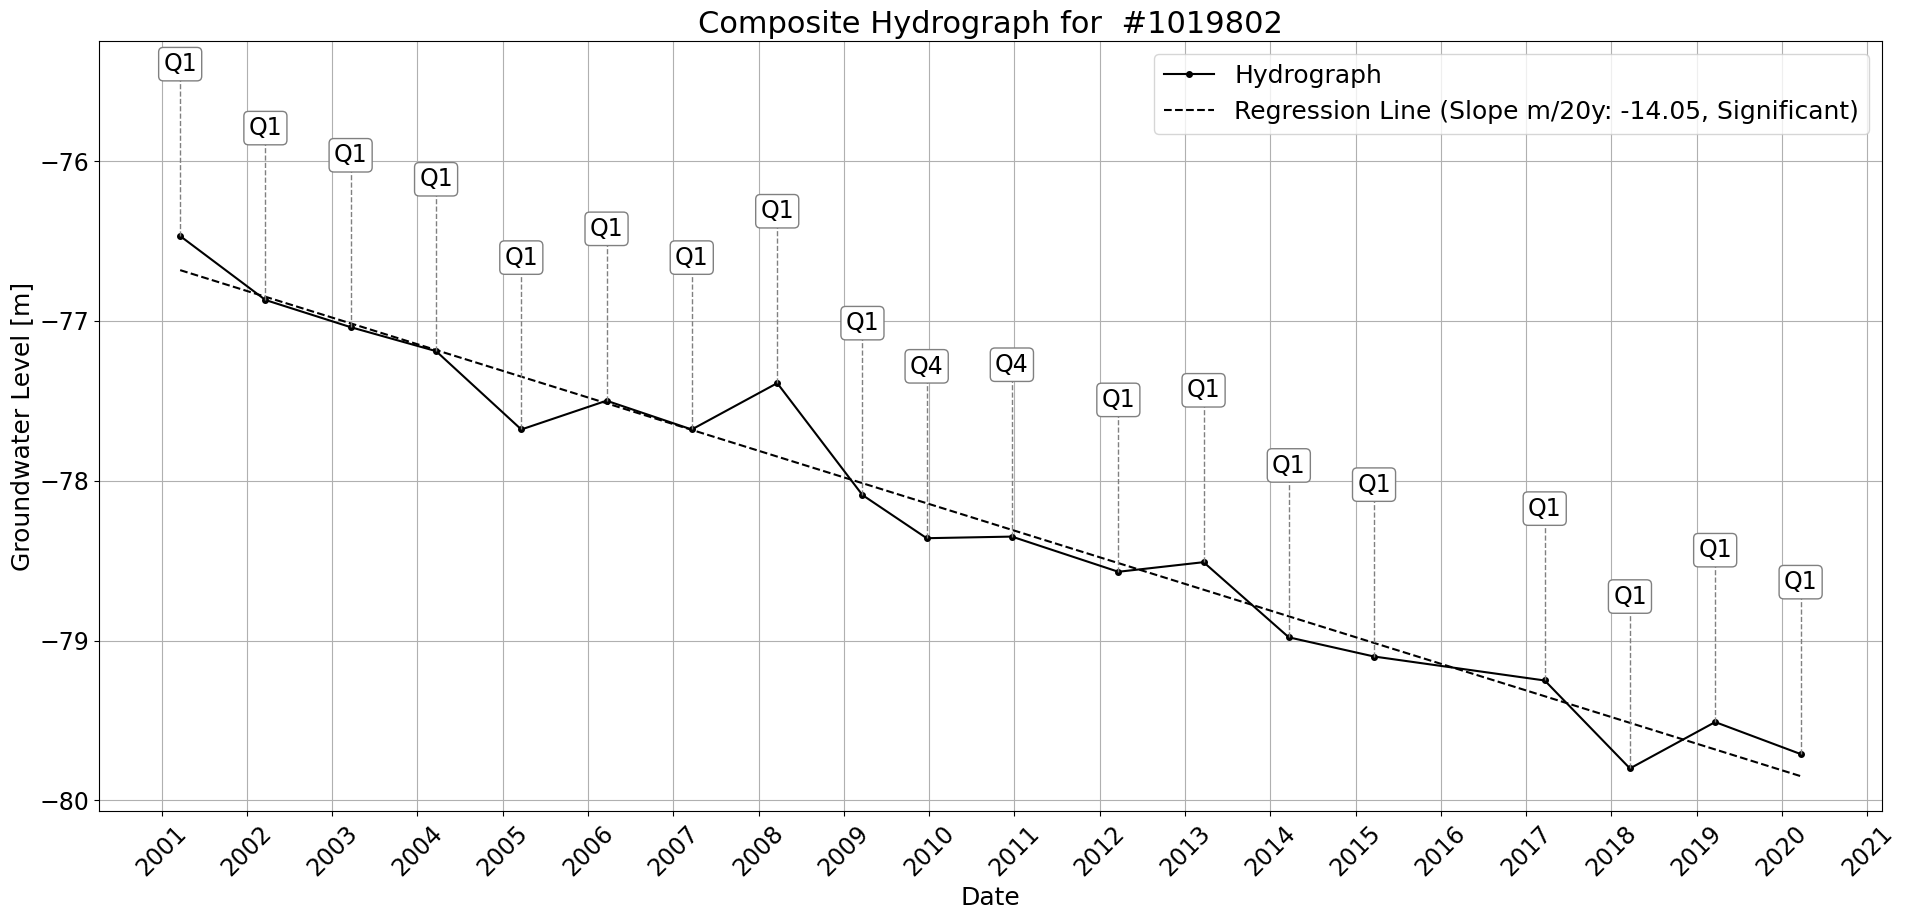 Composite Hydrograph for  #1019802
Hydrograph
Regression Line (Slope m/20y: -14.05, Significant)
Q1
Q1
Q1
Q1
Q1
Q1
Q1
Q1
Q1
Q4
Q4
Q1
Q1
Q1
Q1
Q1
Q1
Q1
Q1
Groundwater Level [m]
−76
−77
−78
−79
−80
2001
2002
2003
2004
2005
2006
2007
2008
2009
2010
2011
2012
2013
2014
2015
2016
2017
2018
2019
2020
2021
Date